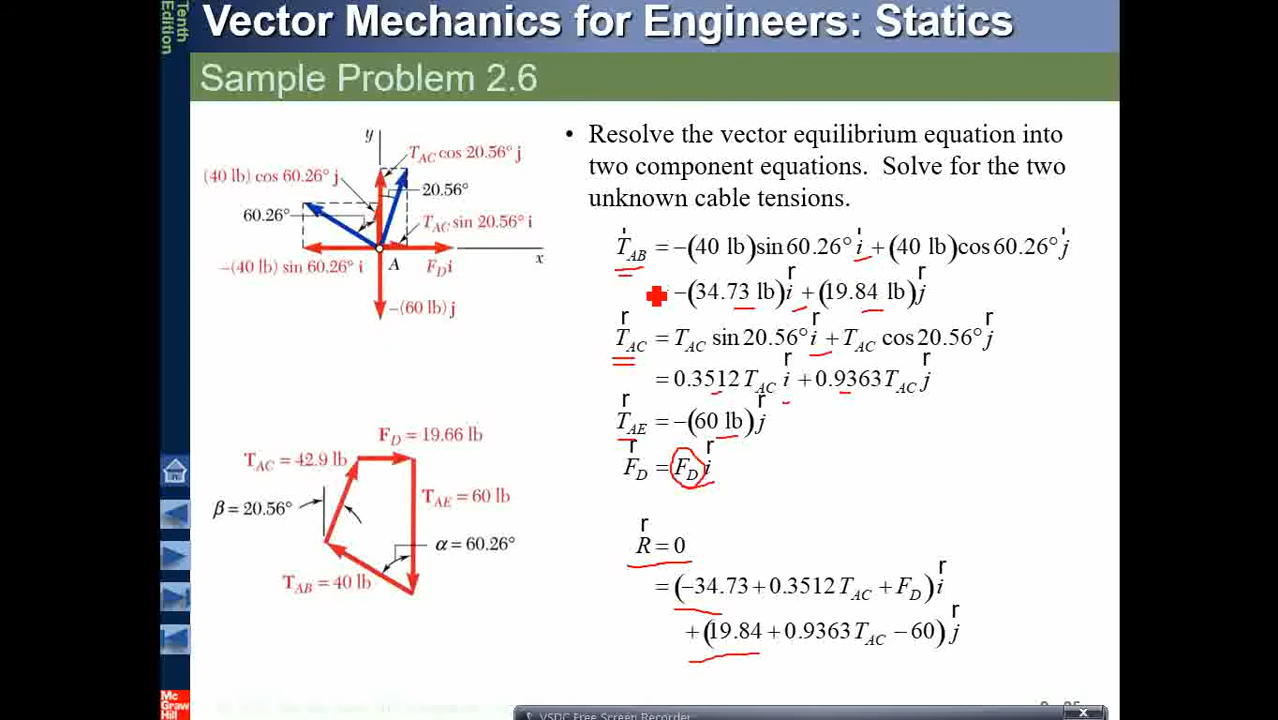 Vector Mechanics for Engineers: Statics
Tenth
Edition
Sample Problem 2.6
y
T_AC cos 20.56° j
(40 lb) cos 60.26° j
20.56°
60.26°
T_AC sin 20.56° i
x
−(40 lb) sin 60.26° i
A
F_D i
−(60 lb) j
• Resolve the vector equilibrium equation into
two component equations. Solve for the two
unknown cable tensions.
T_AB = −(40 lb)sin 60.26° i + (40 lb)cos 60.26° j
−(34.73 lb)i + (19.84 lb)j
T_AC = T_AC sin 20.56° i + T_AC cos 20.56° j
= 0.3512 T_AC i + 0.9363 T_AC j
T_AE = −(60 lb)j
F_D = F_D i
R = 0
= (−34.73 + 0.3512 T_AC + F_D) i
+ (19.84 + 0.9363 T_AC − 60) j
F_D = 19.66 lb
T_AC = 42.9 lb
T_AE = 60 lb
β = 20.56°
α = 60.26°
T_AB = 40 lb
Mc
Graw
Hill
VSDC Free Screen Recorder